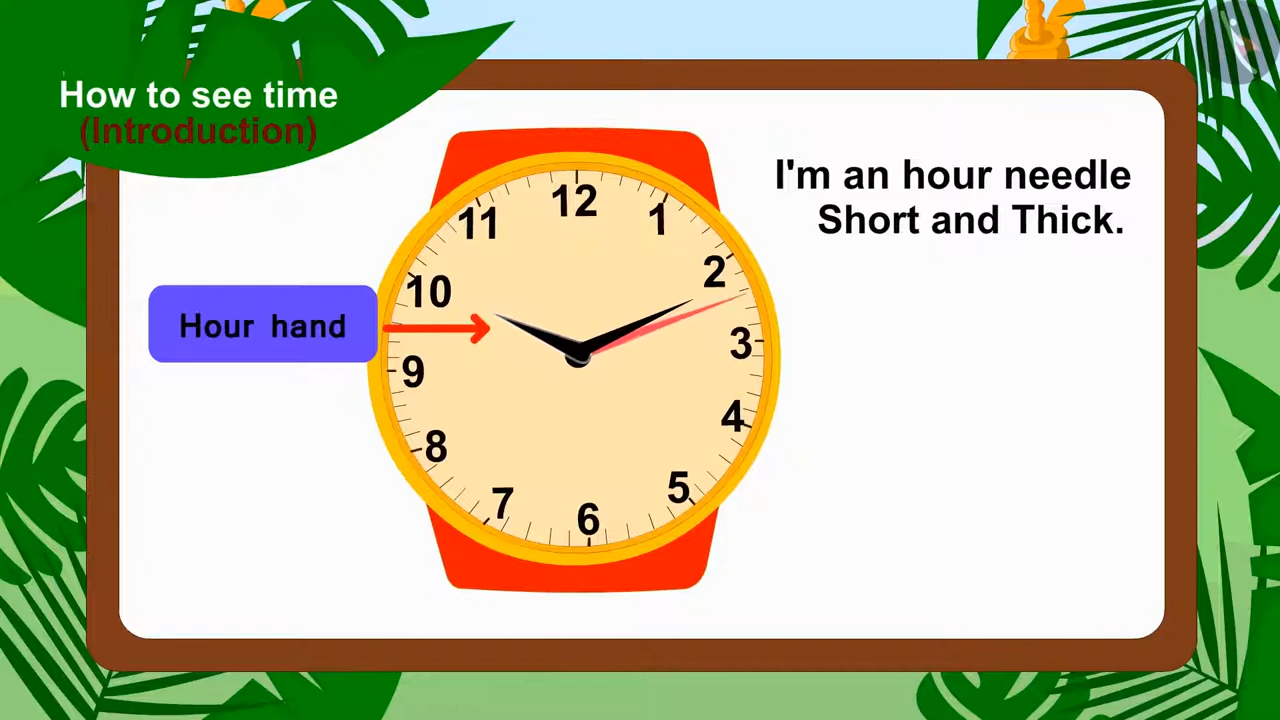 How to see time
(Introduction)
I'm an hour needle
Short and Thick.
Hour hand
12
1
2
3
4
5
6
7
8
9
10
11